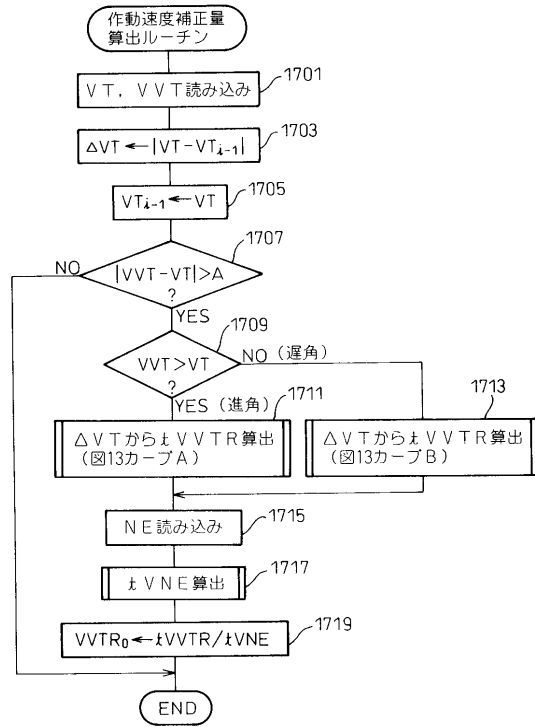 作動速度補正量
算出ルーチン
1701
VT, VVT読み込み
1703
△VT←|VT-VTi-1|
1705
VTi-1←VT
1707
NO
|VVT-VT|>A
?
YES
1709
VVT>VT
?
NO (遅角)
YES (進角)
1711
△VTからtVVTR算出
(図13カーブA)
1713
△VTからtVVTR算出
(図13カーブB)
1715
NE読み込み
1717
tVNE算出
1719
VVTR0←tVVTR/tVNE
END